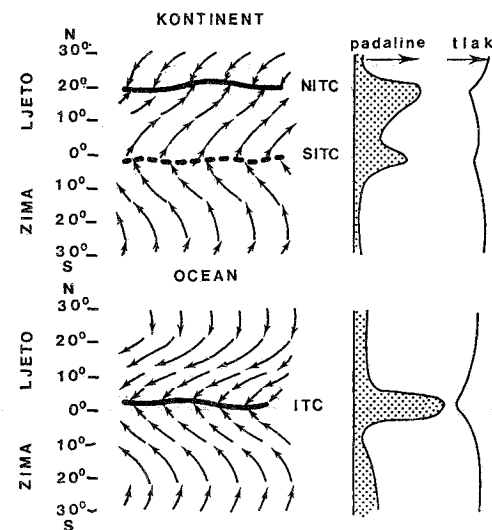 KONTINENT
N
30°
20°
10°
0°
10°
20°
30°
S
LJETO
ZIMA
NITC
SITC
padaline
tlak
OCEAN
N
30°
20°
10°
0°
10°
20°
30°
S
LJETO
ZIMA
ITC